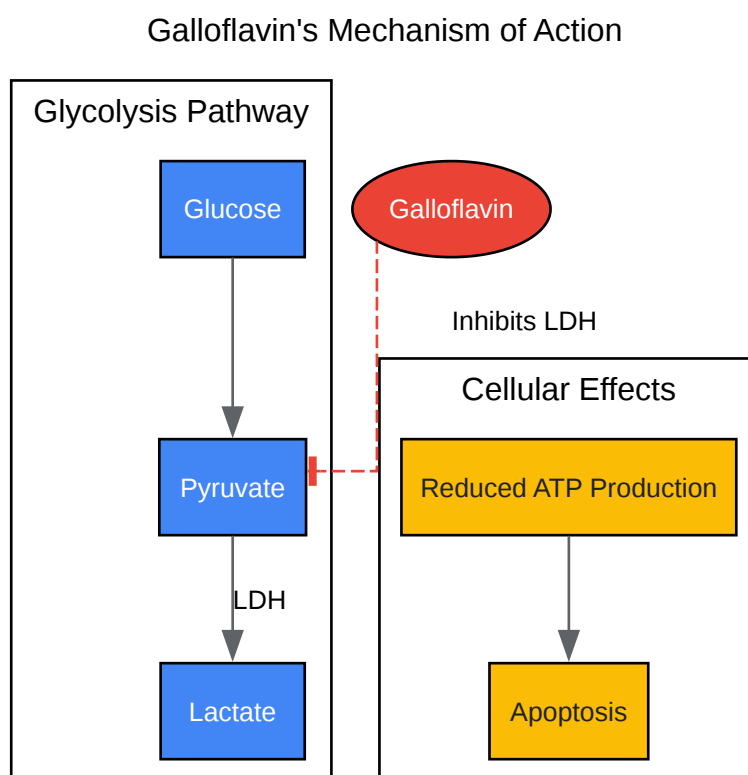 Galloflavin's Mechanism of Action
Glycolysis Pathway
Glucose
Galloflavin
Inhibits LDH
Cellular Effects
Pyruvate
Reduced ATP Production
LDH
Lactate
Apoptosis